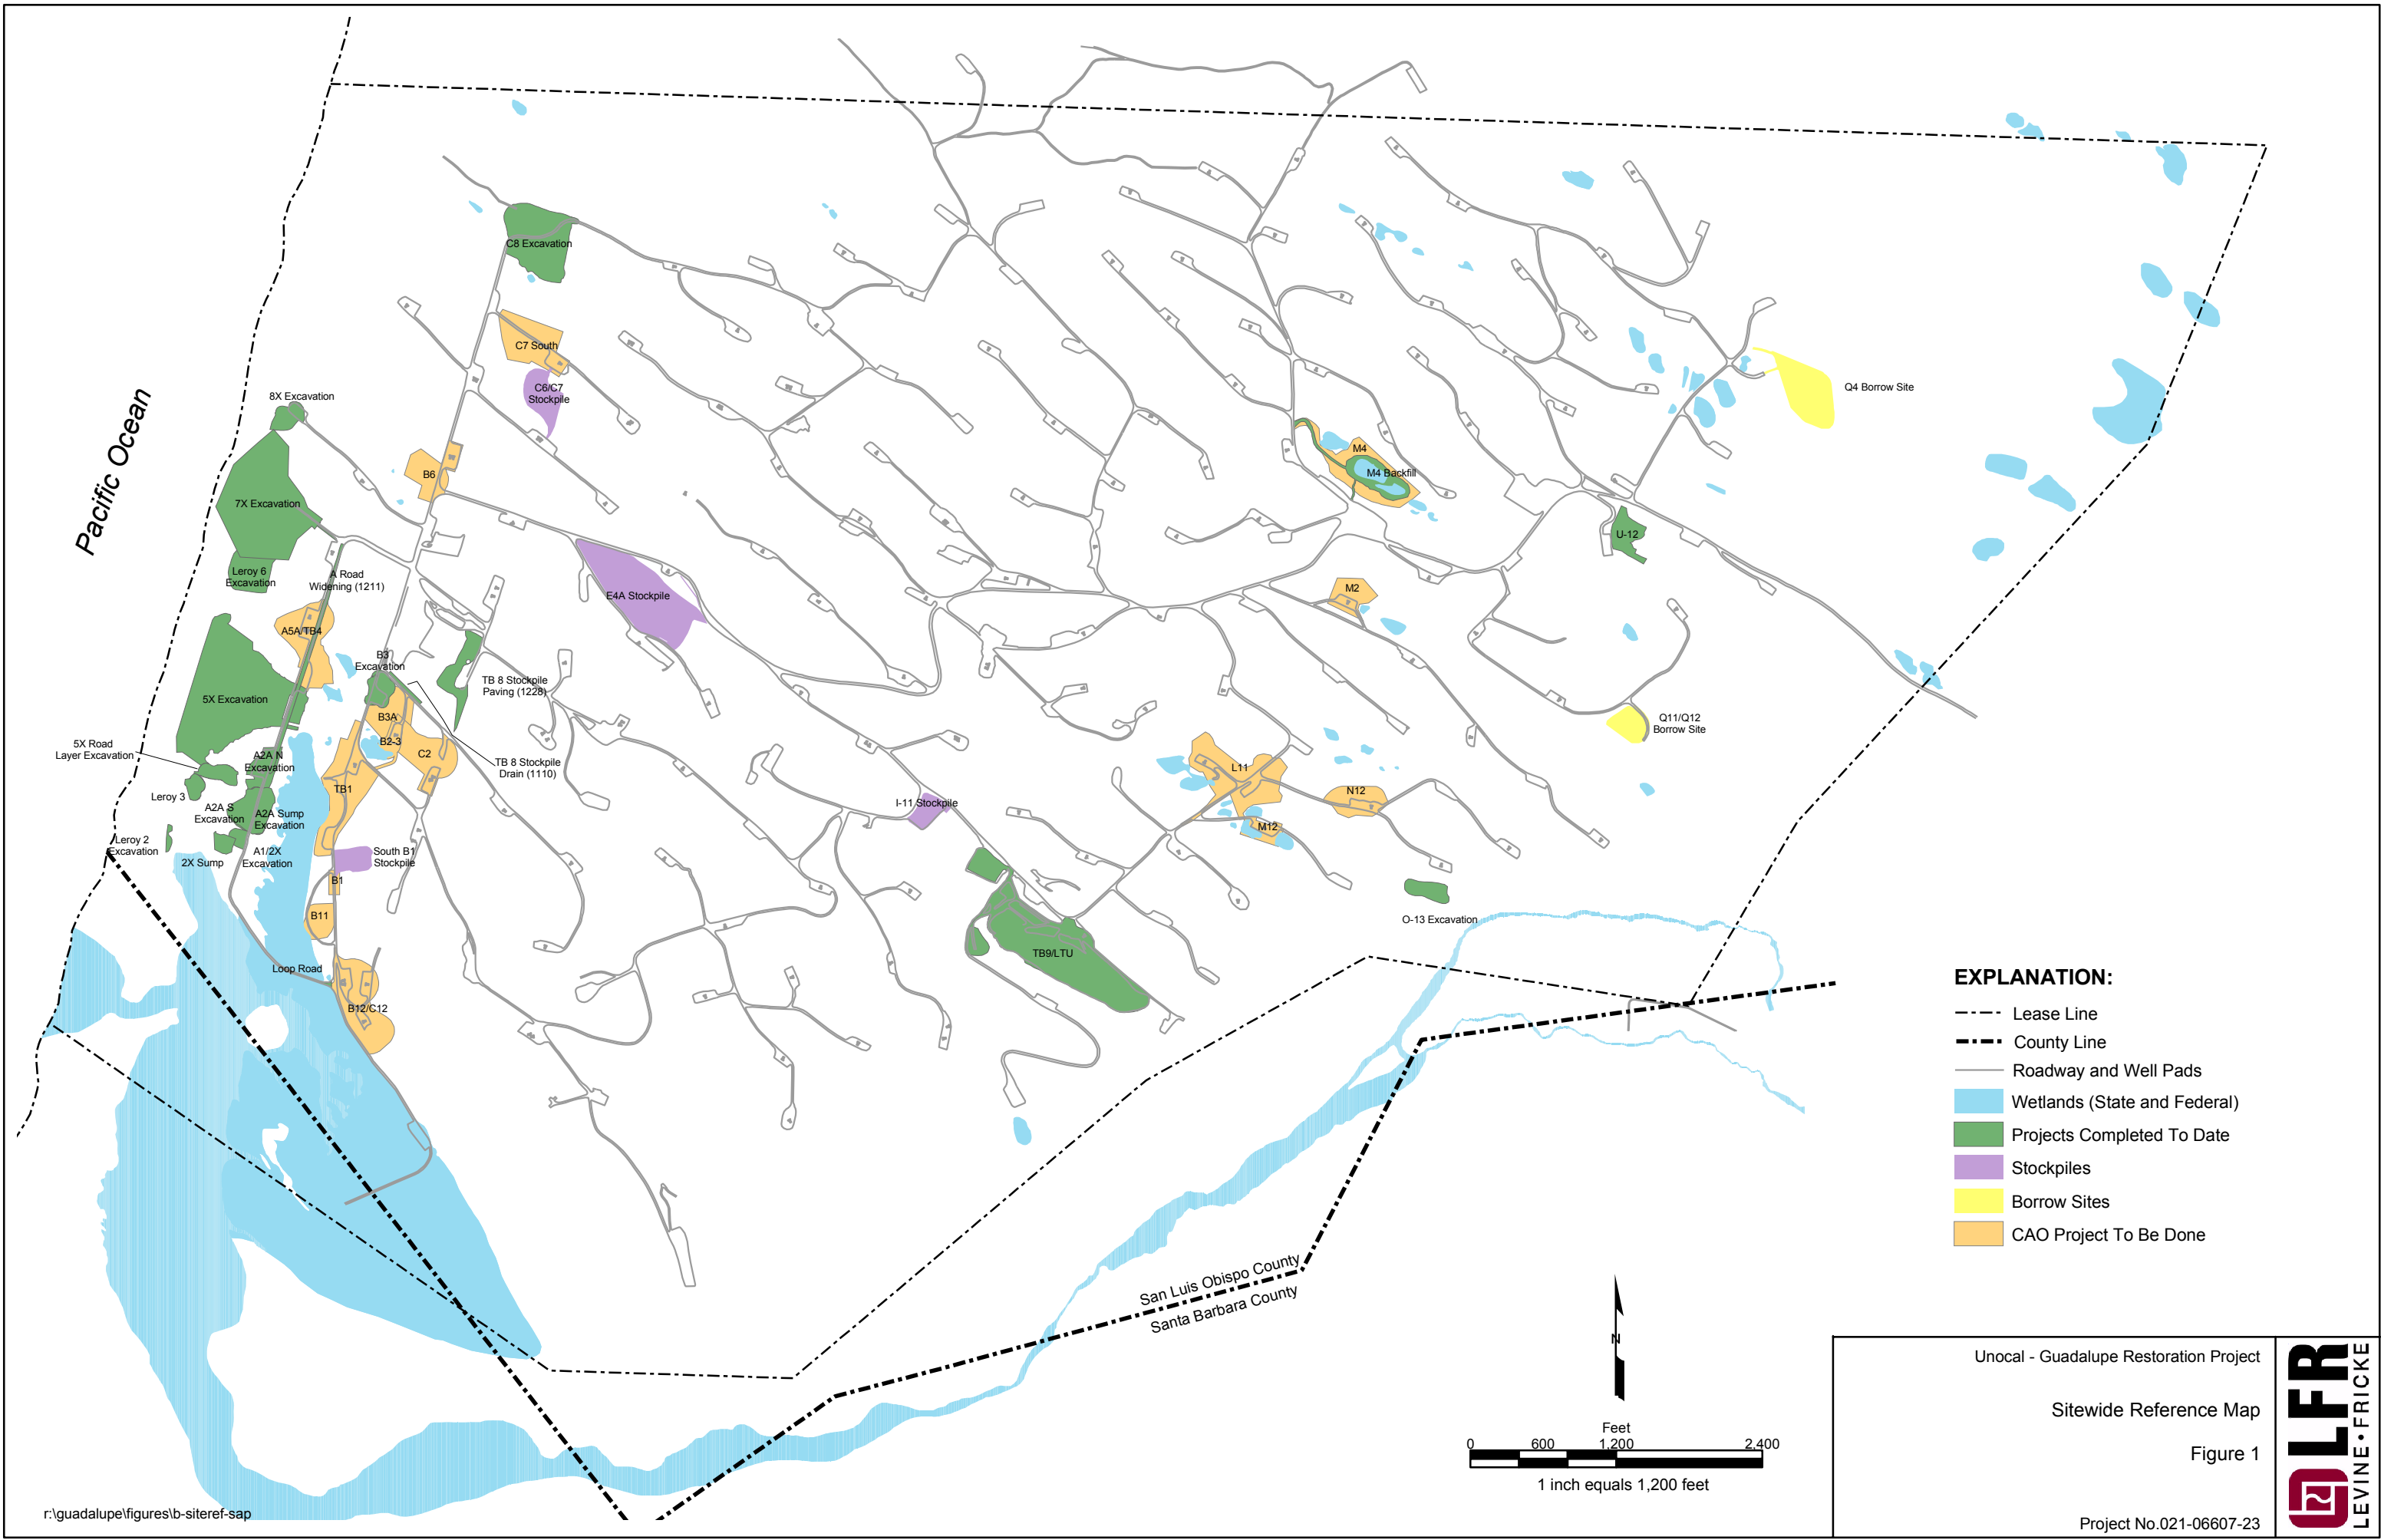 C8 Excavation
C7 South
C6/C7
Stockpile
Pacific Ocean
8X Excavation
Q4 Borrow Site
B6
M4
M4 Backfill
7X Excavation
U-12
Leroy 6
Excavation
A Road
Widening (1211)
E4A Stockpile
M2
A5A/TB4
B3
Excavation
TB 8 Stockpile
Paving (1228)
5X Excavation
B3A
Q11/Q12
Borrow Site
B2-3
C2
5X Road
Layer Excavation
A2A N
Excavation
TB 8 Stockpile
Drain (1110)
L11
TB1
N12
Leroy 3
I-11 Stockpile
A2A S
Excavation
A2A Sump
Excavation
M12
Leroy 2
Excavation
2X Sump
A1/2X
Excavation
South B1
Stockpile
B1
B11
O-13 Excavation
TB9/LTU
Loop Road
B12/C12
EXPLANATION:
Lease Line
County Line
Roadway and Well Pads
Wetlands (State and Federal)
Projects Completed To Date
Stockpiles
Borrow Sites
CAO Project To Be Done
San Luis Obispo County
Santa Barbara County
N
Feet
0 600 1,200 2,400
1 inch equals 1,200 feet
Unocal - Guadalupe Restoration Project
Sitewide Reference Map
Figure 1
Project No.021-06607-23
LFR
LEVINE•FRICKE
r:\guadalupe\figures\b-siteref-sap